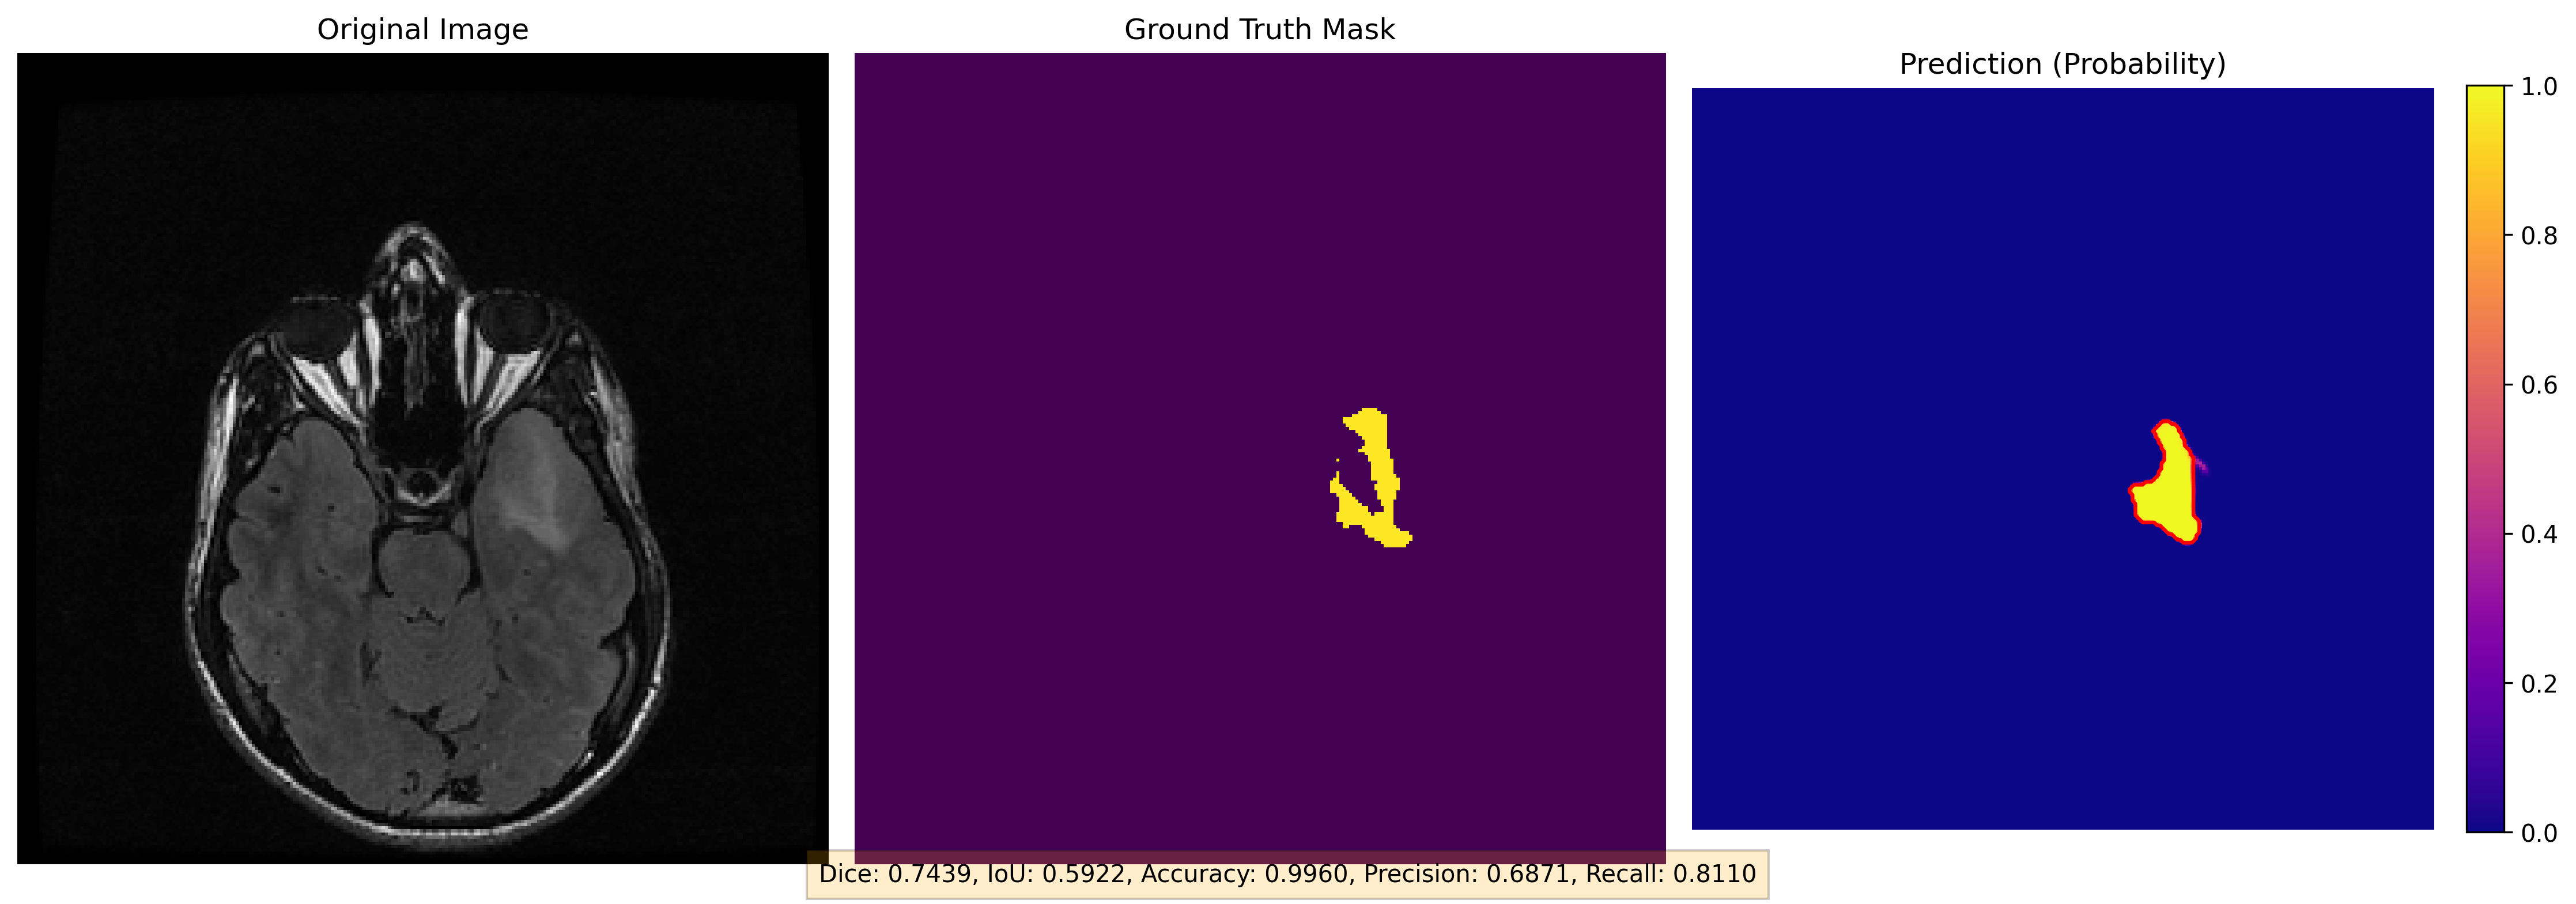 Original Image
Ground Truth Mask
Prediction (Probability)
1.0
0.8
0.6
0.4
0.2
0.0
Dice: 0.7439, IoU: 0.5922, Accuracy: 0.9960, Precision: 0.6871, Recall: 0.8110